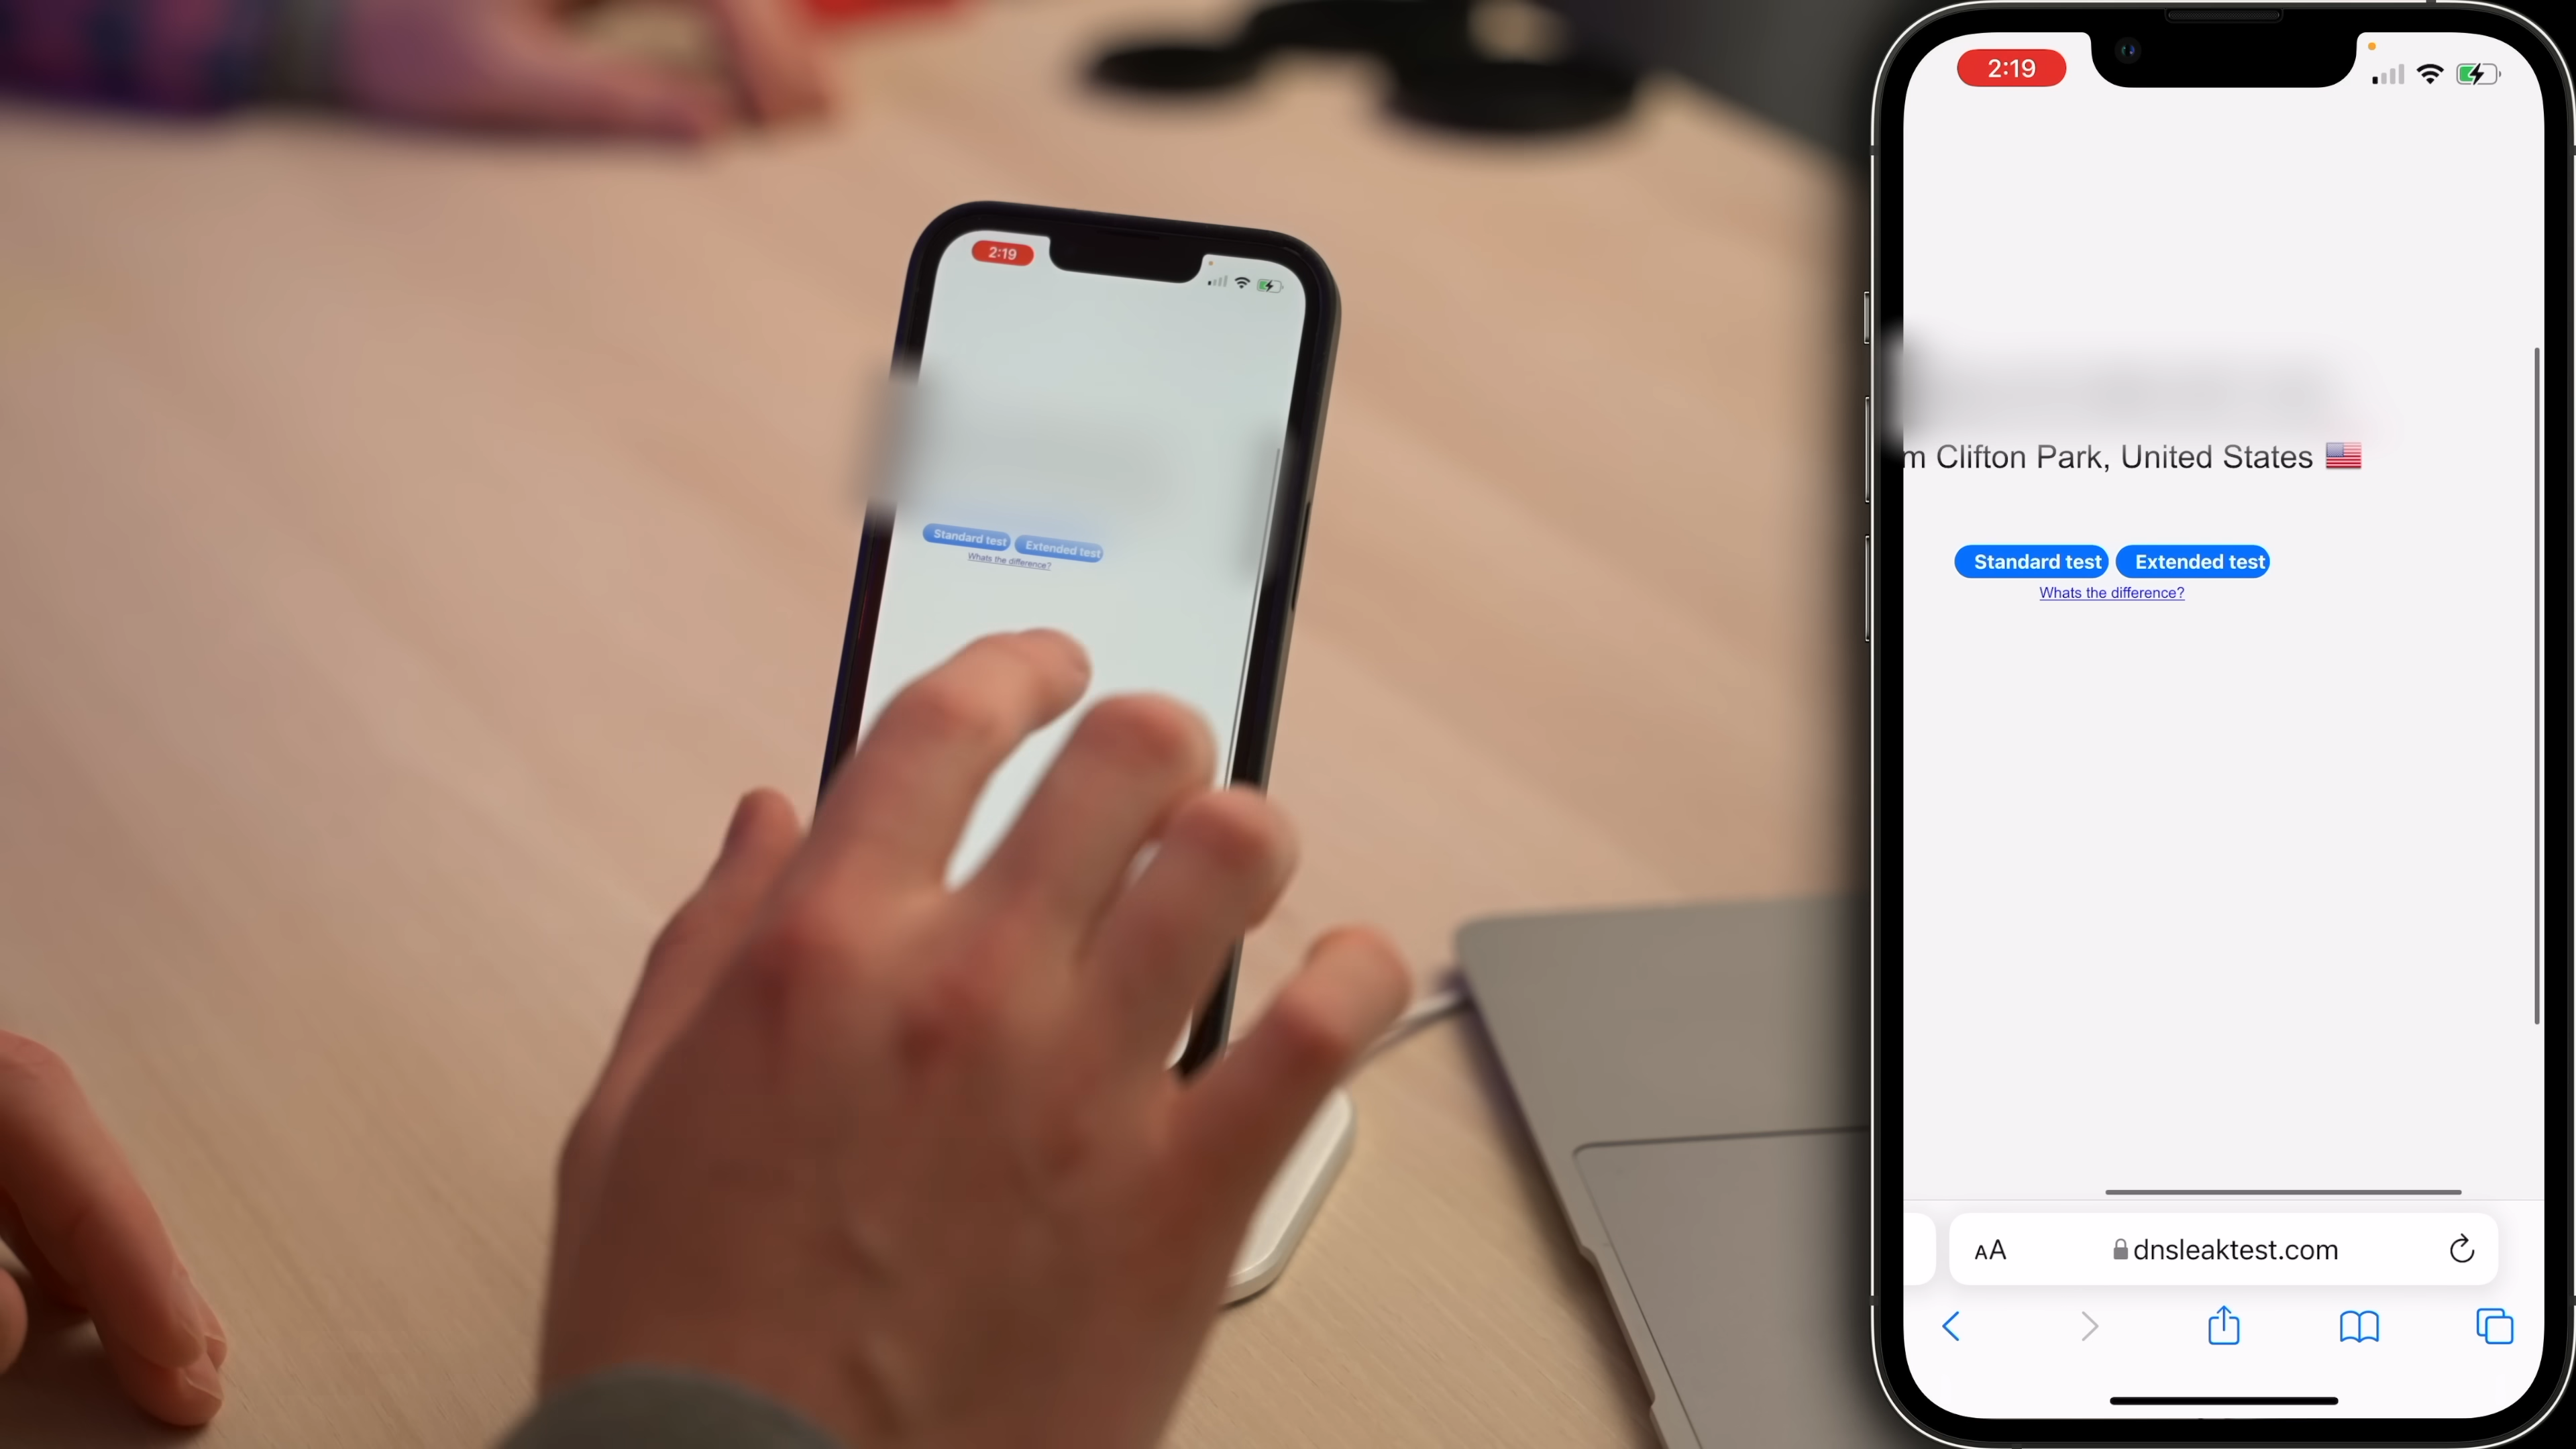 2:19
Standard test Extended test
Whats the difference?
2:19
m Clifton Park, United States
Standard test Extended test
Whats the difference?
AA dnsleaktest.com